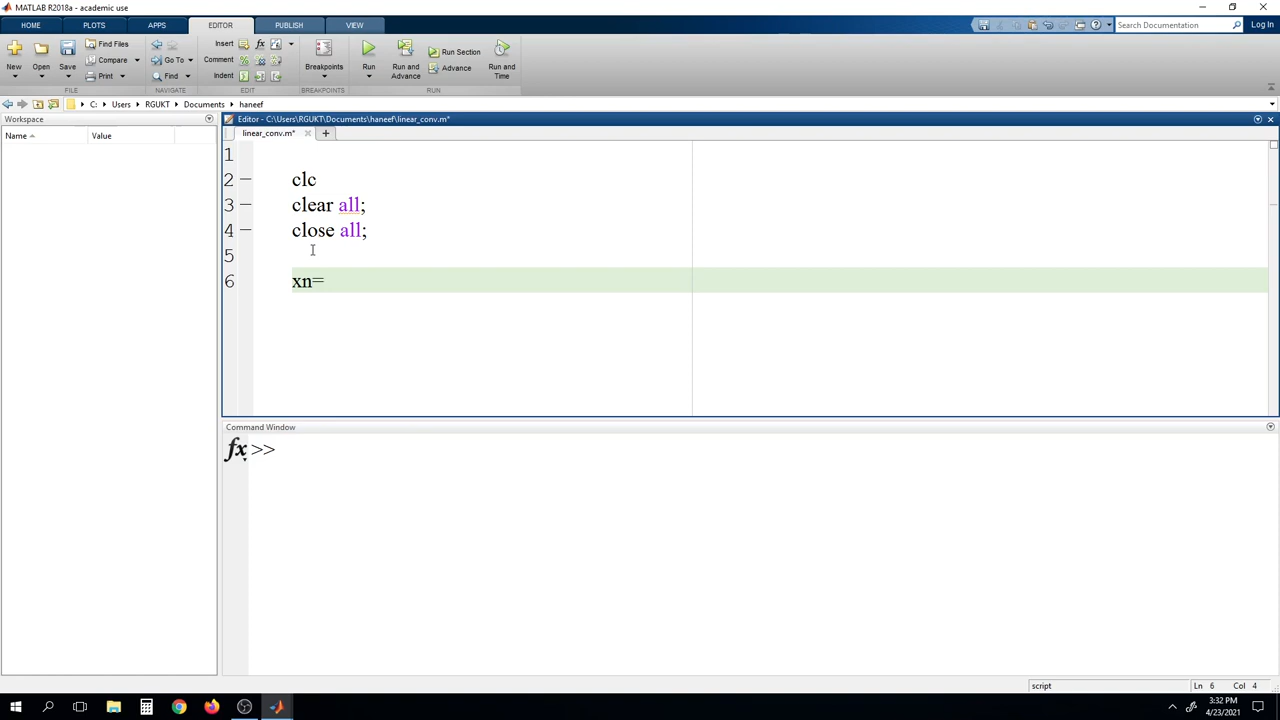 MATLAB R2018a - academic use
HOME PLOTS APPS EDITOR PUBLISH VIEW Search Documentation Log In
New Open Save Find Files Compare Print Go To Find Insert fx Comment Indent Breakpoints Run Run and Advance Run Section Advance Run and Time
FILE NAVIGATE EDIT BREAKPOINTS RUN
C: Users RGUKT Documents haneef
Workspace
Name Value
Editor - C:\Users\RGUKT\Documents\haneef\linear_conv.m*
linear_conv.m*
1
2 clc
3 clear all;
4 close all;
5
6 xn=
Command Window
fx >>
script Ln 6 Col 4
3:32 PM
4/23/2021